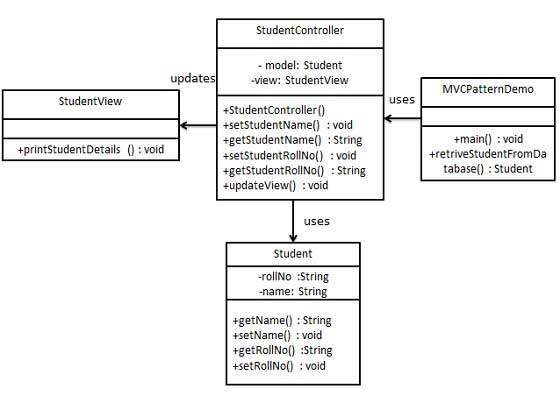 StudentController
- model: Student
-view: StudentView
+StudentController()
+setStudentName() : void
+getStudentName() : String
+setStudentRollNo() : void
+getStudentRollNo() : String
+updateView() : void
updates
StudentView
+printStudentDetails () : void
uses
MVCPatternDemo
+main() : void
+retriveStudentFromDa
tabase() : Student
uses
Student
-rollNo :String
-name: String
+getName() : String
+setName() : void
+getRollNo() :String
+setRollNo() : void